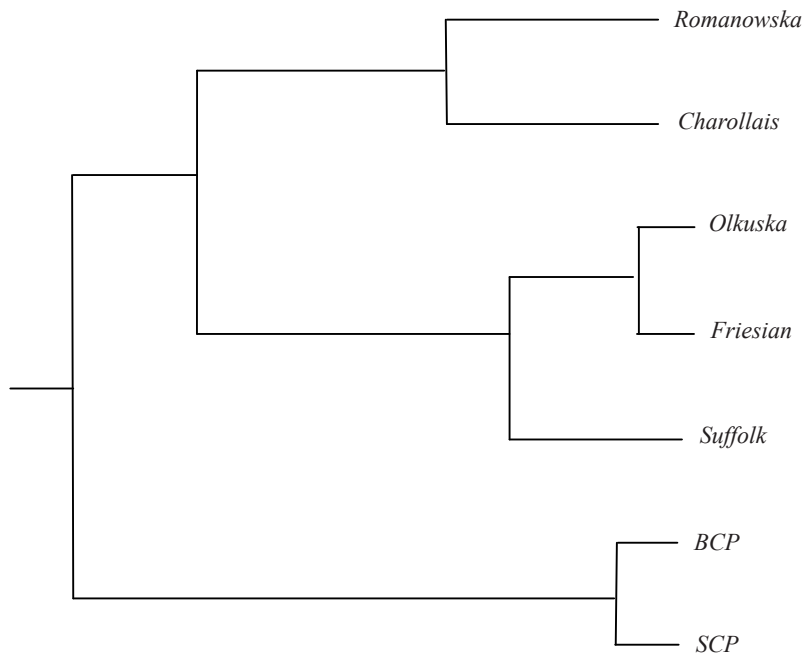 Romanowska
Charollais
Olkuska
Friesian
Suffolk
BCP
SCP